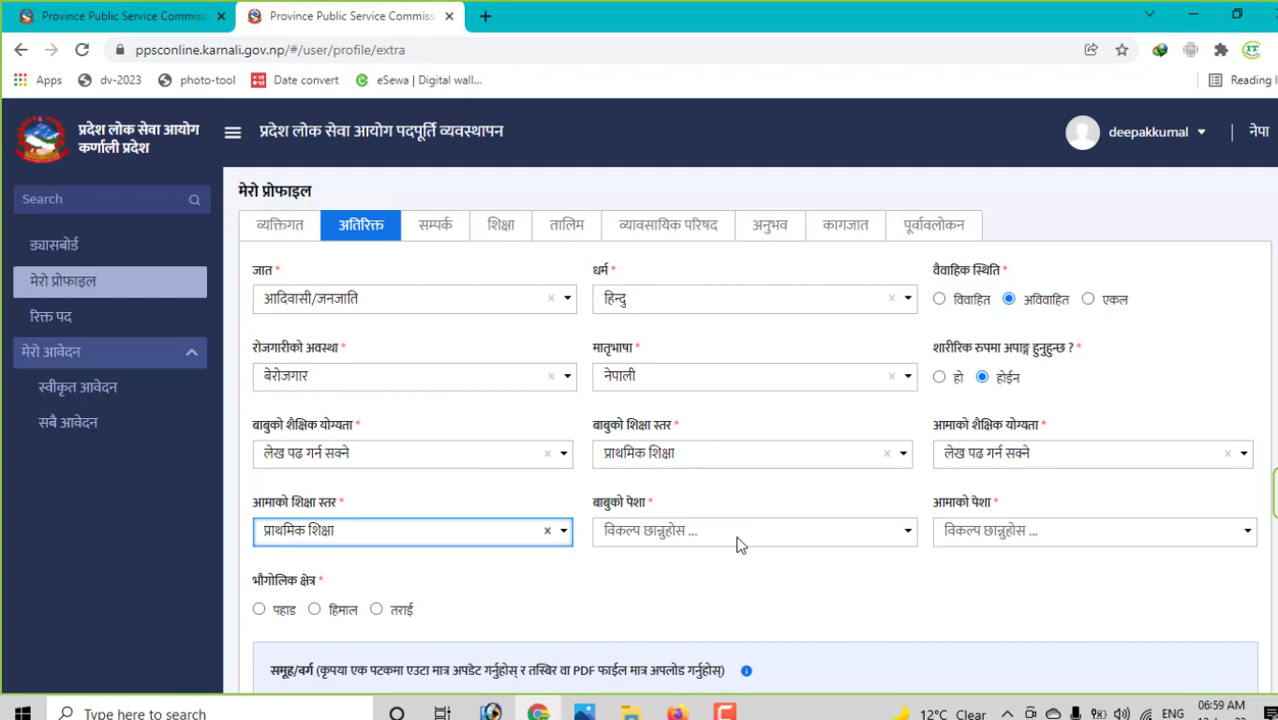 Province Public Service Commiss
Province Public Service Commiss
ppsconline.karnali.gov.np/#/user/profile/extra
Apps dv-2023 photo-tool Date convert eSewa | Digital wall... Reading l
प्रदेश लोक सेवा आयोग
कर्णाली प्रदेश
प्रदेश लोक सेवा आयोग पदपूर्ति व्यवस्थापन
deepakkumal
नेपा
Search
ड्यासबोर्ड
मेरो प्रोफाइल
रिक्त पद
मेरो आवेदन
स्वीकृत आवेदन
सबै आवेदन
मेरो प्रोफाइल
व्यक्तिगत अतिरिक्त सम्पर्क शिक्षा तालिम व्यावसायिक परिषद अनुभव कागजात पूर्वावलोकन
जात * धर्म * वैवाहिक स्थिति *
आदिवासी/जनजाति × हिन्दु × विवाहित अविवाहित एकल
रोजगारीको अवस्था * मातृभाषा * शारीरिक रुपमा अपाङ्ग हुनुहुन्छ ? *
बेरोजगार × नेपाली × हो होईन
बाबुको शैक्षिक योग्यता * बाबुको शिक्षा स्तर * आमाको शैक्षिक योग्यता *
लेख पढ गर्न सक्ने × प्राथमिक शिक्षा × लेख पढ गर्न सक्ने ×
आमाको शिक्षा स्तर * बाबुको पेशा * आमाको पेशा *
प्राथमिक शिक्षा × विकल्प छान्नुहोस ... विकल्प छान्नुहोस ...
भौगोलिक क्षेत्र *
पहाड हिमाल तराई
समूह/वर्ग (कृपया एक पटकमा एउटा मात्र अपडेट गर्नुहोस् र तस्बिर वा PDF फाईल मात्र अपलोड गर्नुहोस्)
Type here to search
12°C Clear
ENG
06:59 AM